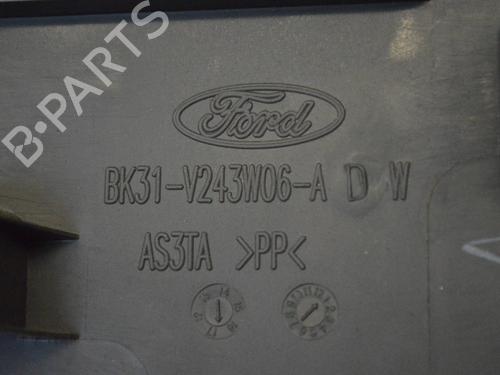 B-PARTS
Ford
BK31-V243W06-A D W
AS3TA >PP<